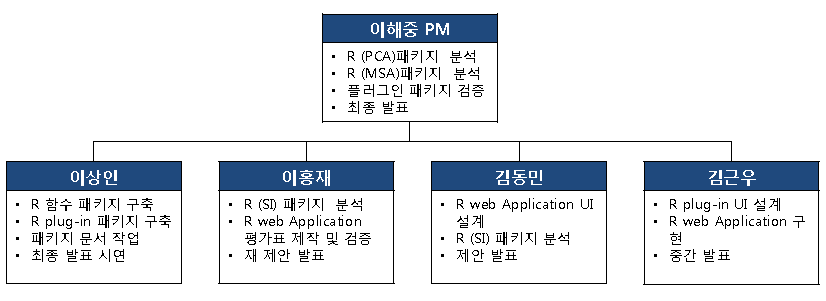 이해중 PM
• R (PCA)패키지 분석
• R (MSA)패키지 분석
• 플러그인 패키지 검증
• 최종 발표
이상인
• R 함수 패키지 구축
• R plug-in 패키지 구축
• 패키지 문서 작업
• 최종 발표 시연
이홍재
• R (SI) 패키지 분석
• R web Application
평가표 제작 및 검증
• 재 제안 발표
김동민
• R web Application UI
설계
• R (SI) 패키지 분석
• 제안 발표
김근우
• R plug-in UI 설계
• R web Application 구
현
• 중간 발표